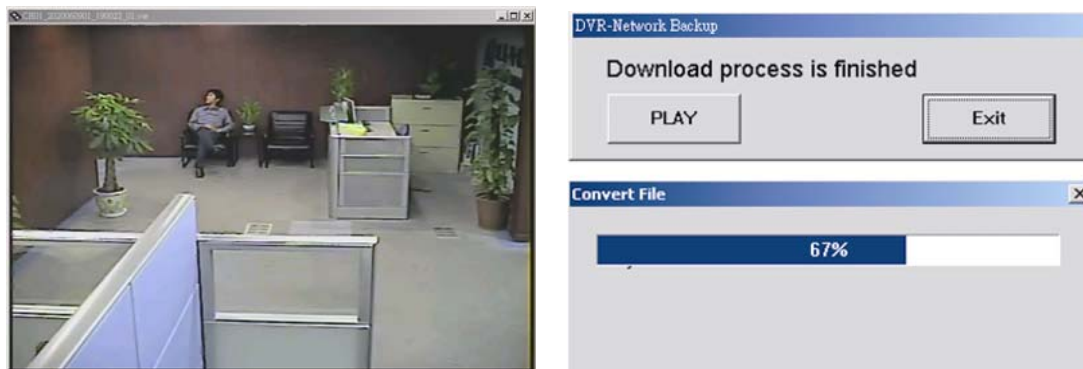 DVR-Network Backup
Download process is finished
PLAY
Exit
Convert File
67%